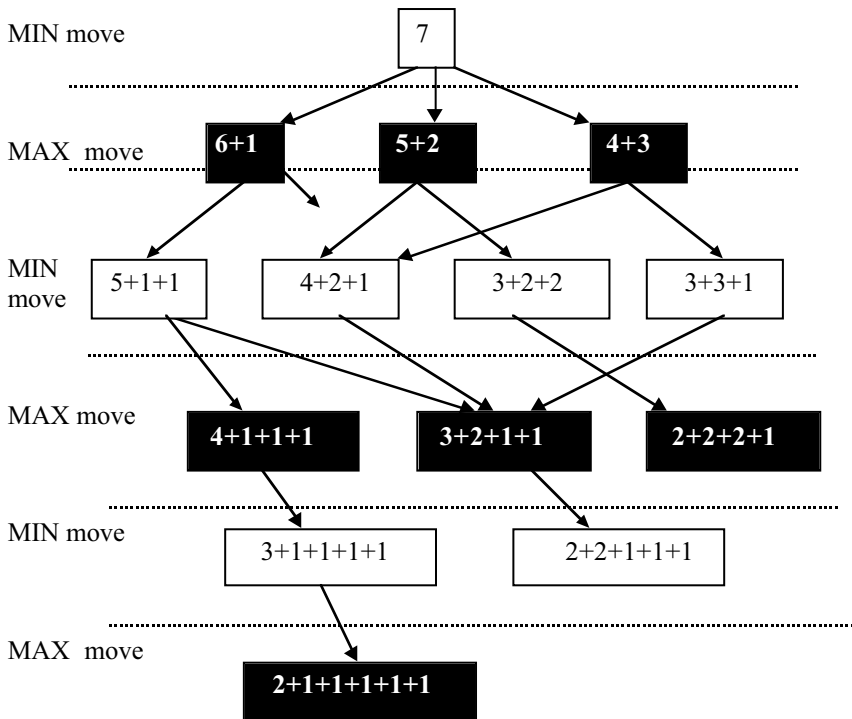 MIN move
7
MAX  move
6+1
5+2
4+3
MIN
move
5+1+1
4+2+1
3+2+2
3+3+1
MAX move
4+1+1+1
3+2+1+1
2+2+2+1
MIN move
3+1+1+1+1
2+2+1+1+1
MAX  move
2+1+1+1+1+1